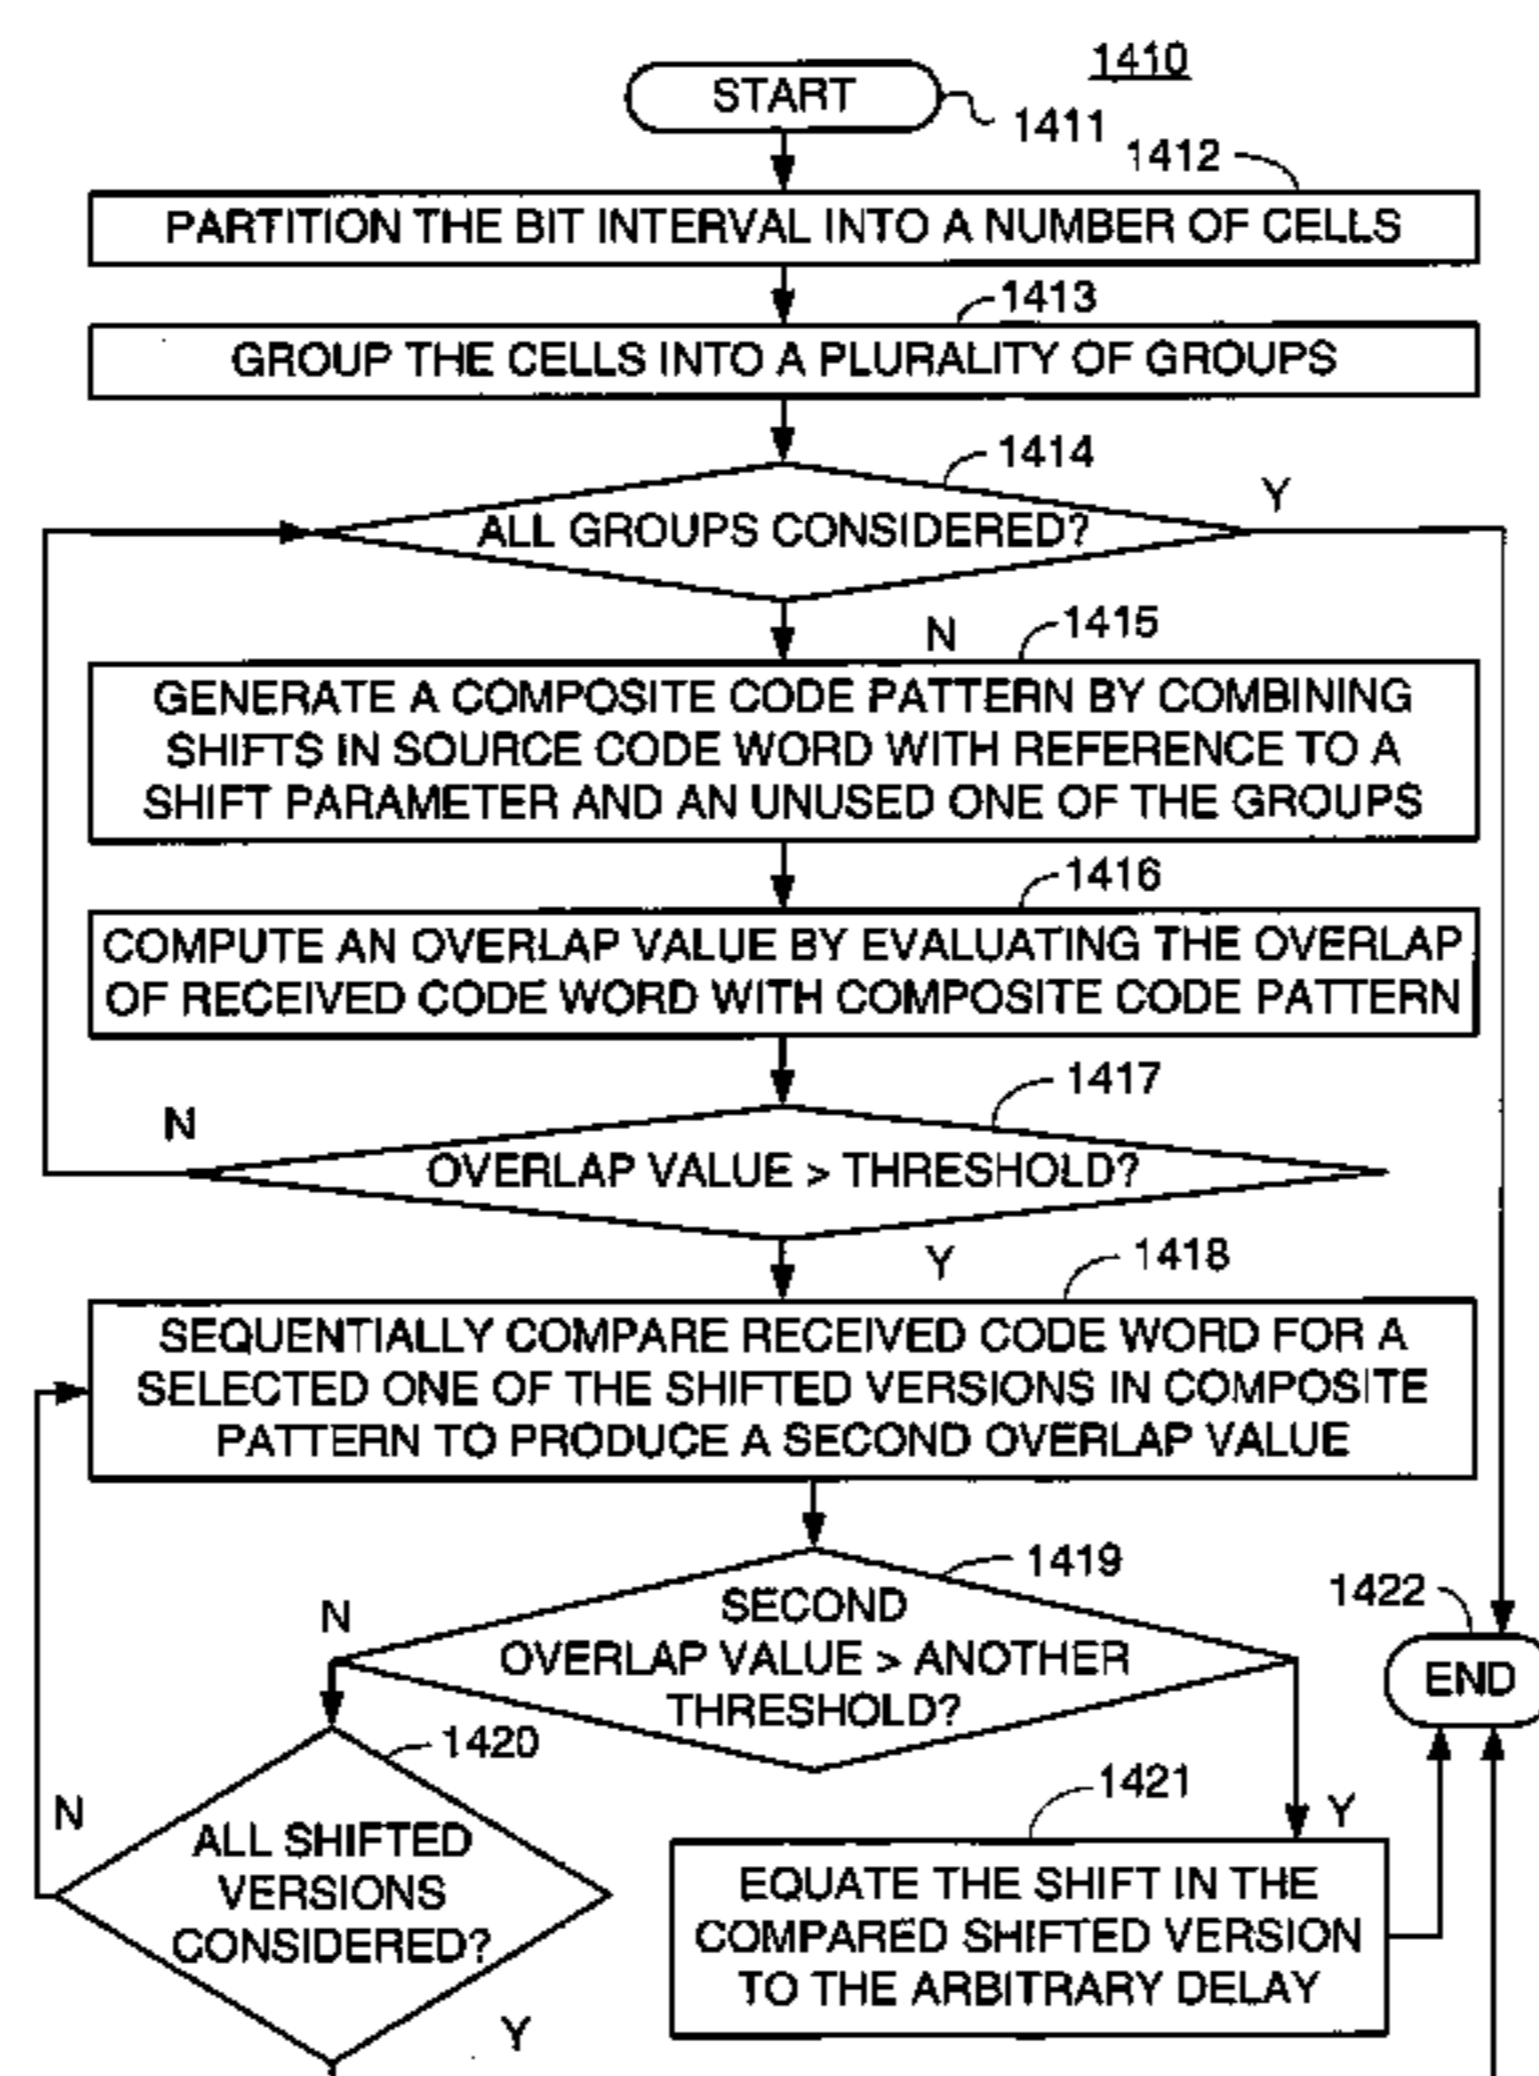 1410
START
1411
1412
PARTITION THE BIT INTERVAL INTO A NUMBER OF CELLS
1413
GROUP THE CELLS INTO A PLURALITY OF GROUPS
1414
Y
ALL GROUPS CONSIDERED?
N
1415
GENERATE A COMPOSITE CODE PATTERN BY COMBINING
SHIFTS IN SOURCE CODE WORD WITH REFERENCE TO A
SHIFT PARAMETER AND AN UNUSED ONE OF THE GROUPS
1416
COMPUTE AN OVERLAP VALUE BY EVALUATING THE OVERLAP
OF RECEIVED CODE WORD WITH COMPOSITE CODE PATTERN
1417
N
OVERLAP VALUE > THRESHOLD?
Y
1418
SEQUENTIALLY COMPARE RECEIVED CODE WORD FOR A
SELECTED ONE OF THE SHIFTED VERSIONS IN COMPOSITE
PATTERN TO PRODUCE A SECOND OVERLAP VALUE
1419
N
SECOND
OVERLAP VALUE > ANOTHER
THRESHOLD?
1422
END
1420
N
ALL SHIFTED
VERSIONS
CONSIDERED?
Y
1421
Y
EQUATE THE SHIFT IN THE
COMPARED SHIFTED VERSION
TO THE ARBITRARY DELAY